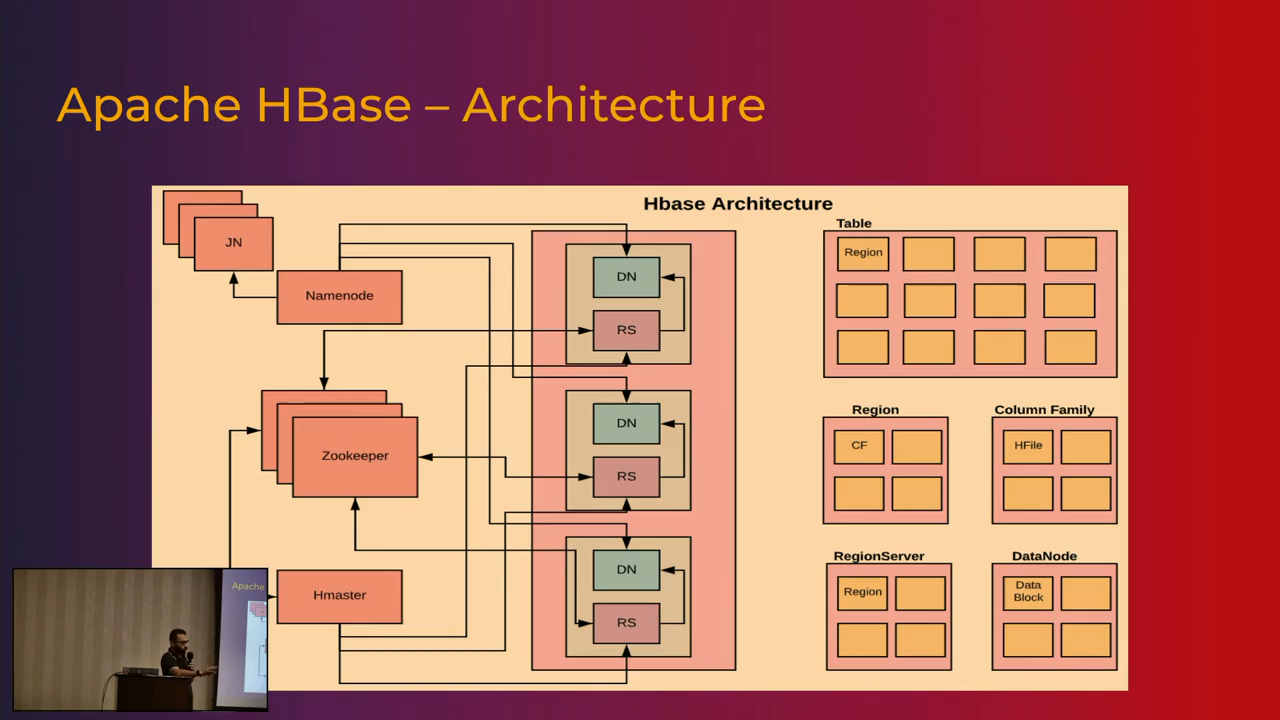 Apache HBase – Architecture
Hbase Architecture
JN
Namenode
Zookeeper
Hmaster
DN
RS
DN
RS
DN
RS
Table
Region
Region
CF
Column Family
HFile
RegionServer
Region
DataNode
Data
Block
Apache